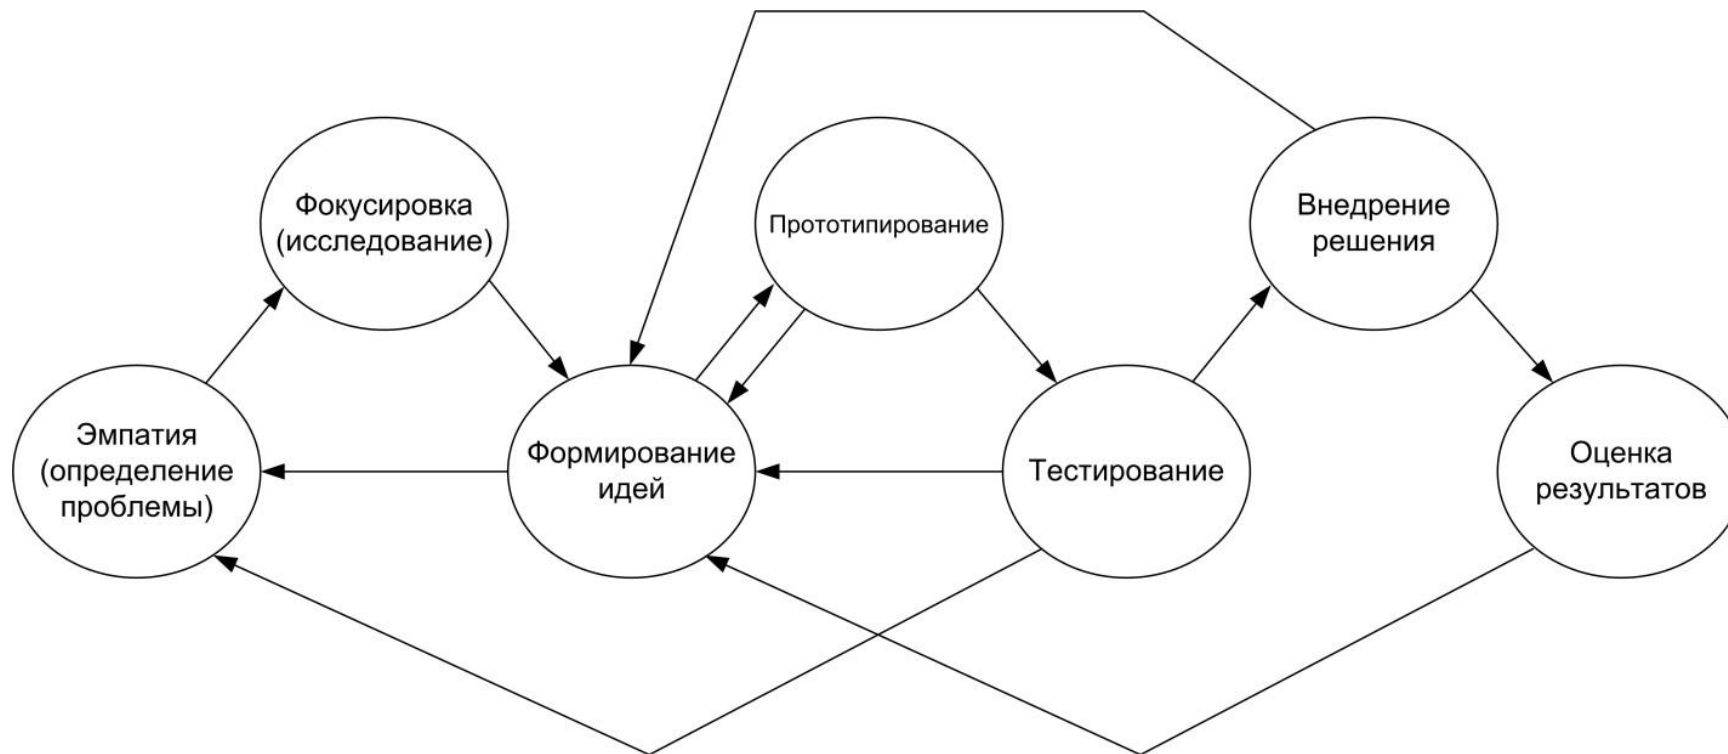 Фокусировка
(исследование)
Прототипирование
Внедрение
решения
Эмпатия
(определение
проблемы)
Формирование
идей
Тестирование
Оценка
результатов